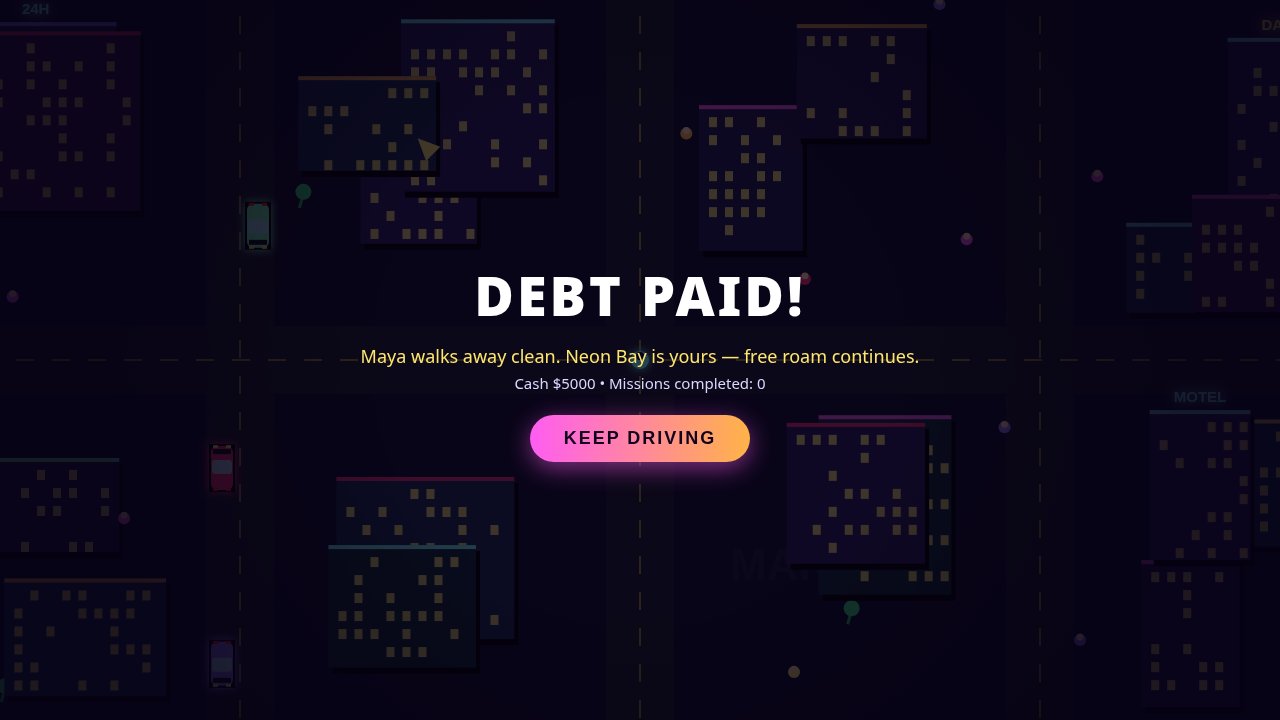 24H
DEBT PAID!
Maya walks away clean. Neon Bay is yours — free roam continues.
Cash $5000 • Missions completed: 0
KEEP DRIVING
MOTEL